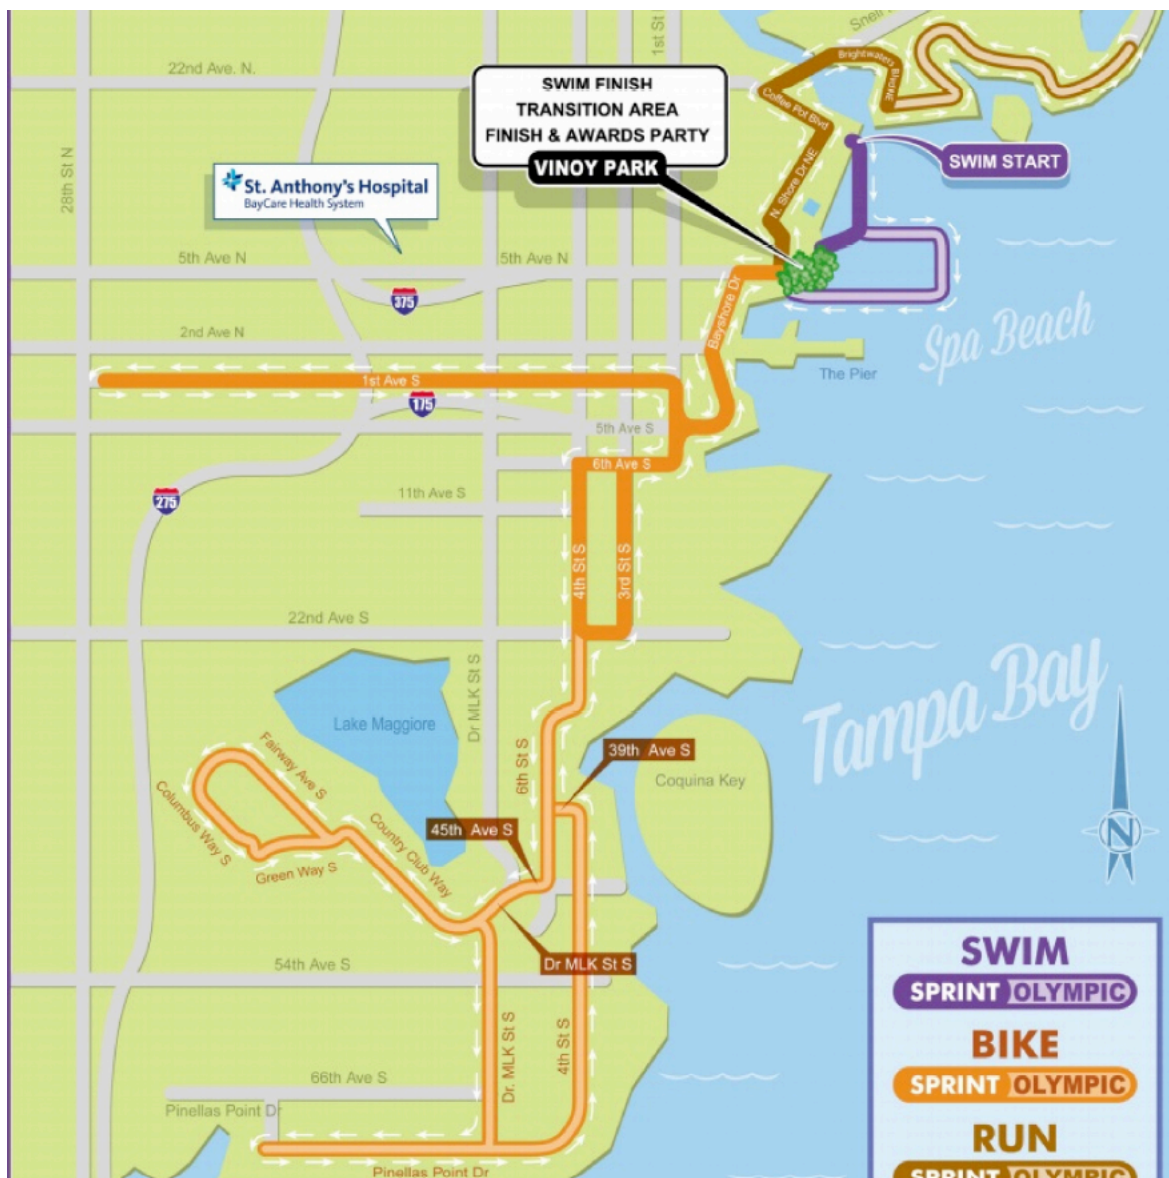 Snell
22nd Ave. N.
1st St
Brightwaters
Blvd NE
Coffee Pot Blvd
SWIM FINISH
TRANSITION AREA
FINISH & AWARDS PARTY
VINOY PARK
SWIM START
28th St N
St. Anthony's Hospital
BayCare Health System
N. Shore Dr NE
5th Ave N
5th Ave N
375
Bayshore Dr
Spa Beach
2nd Ave N
The Pier
1st Ave S
175
5th Ave S
6th Ave S
275
11th Ave S
4th St S
3rd St S
22nd Ave S
Dr MLK St S
Lake Maggiore
Tampa Bay
6th St S
39th Ave S
Coquina Key
Fairway Ave S
Columbus Way S
Country Club Way
45th Ave S
N
Green Way S
Dr MLK St S
54th Ave S
SWIM
SPRINT OLYMPIC
Dr. MLK St S
4th St S
BIKE
SPRINT OLYMPIC
66th Ave S
Pinellas Point Dr
RUN
SPRINT OLYMPIC
Pinellas Point Dr